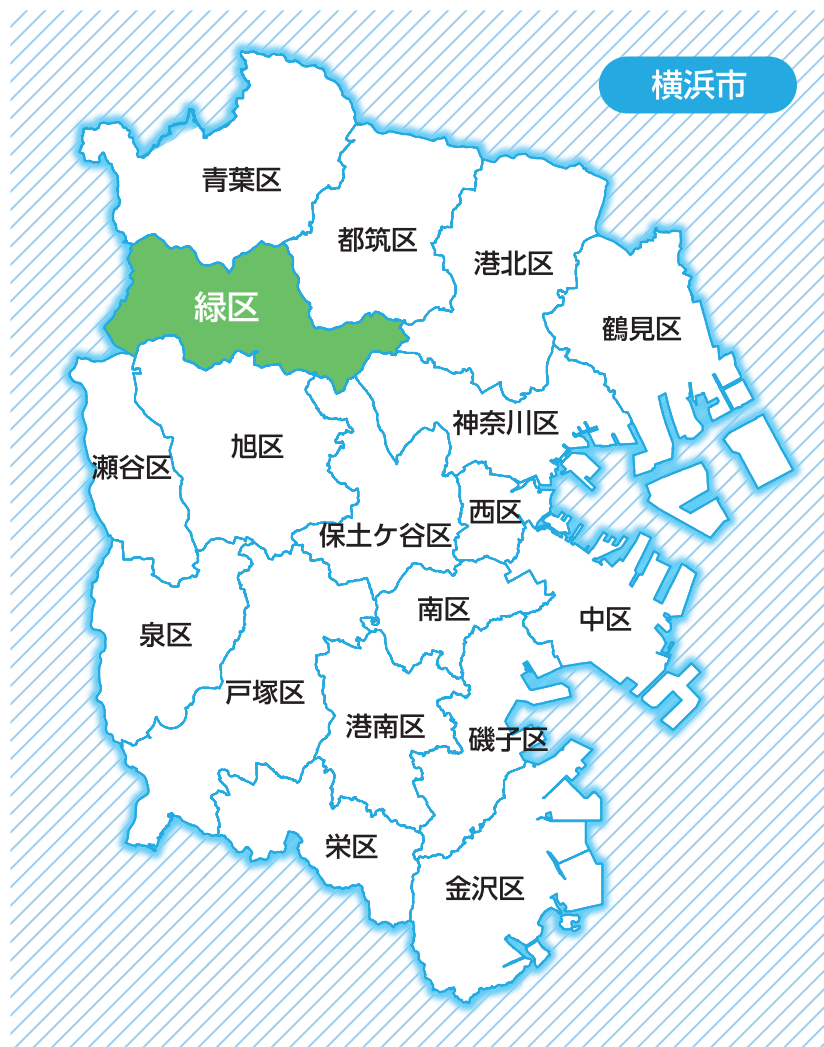 横浜市
青葉区
都筑区
港北区
緑区
鶴見区
神奈川区
旭区
瀬谷区
西区
保土ケ谷区
南区
中区
泉区
戸塚区
港南区
磯子区
栄区
金沢区